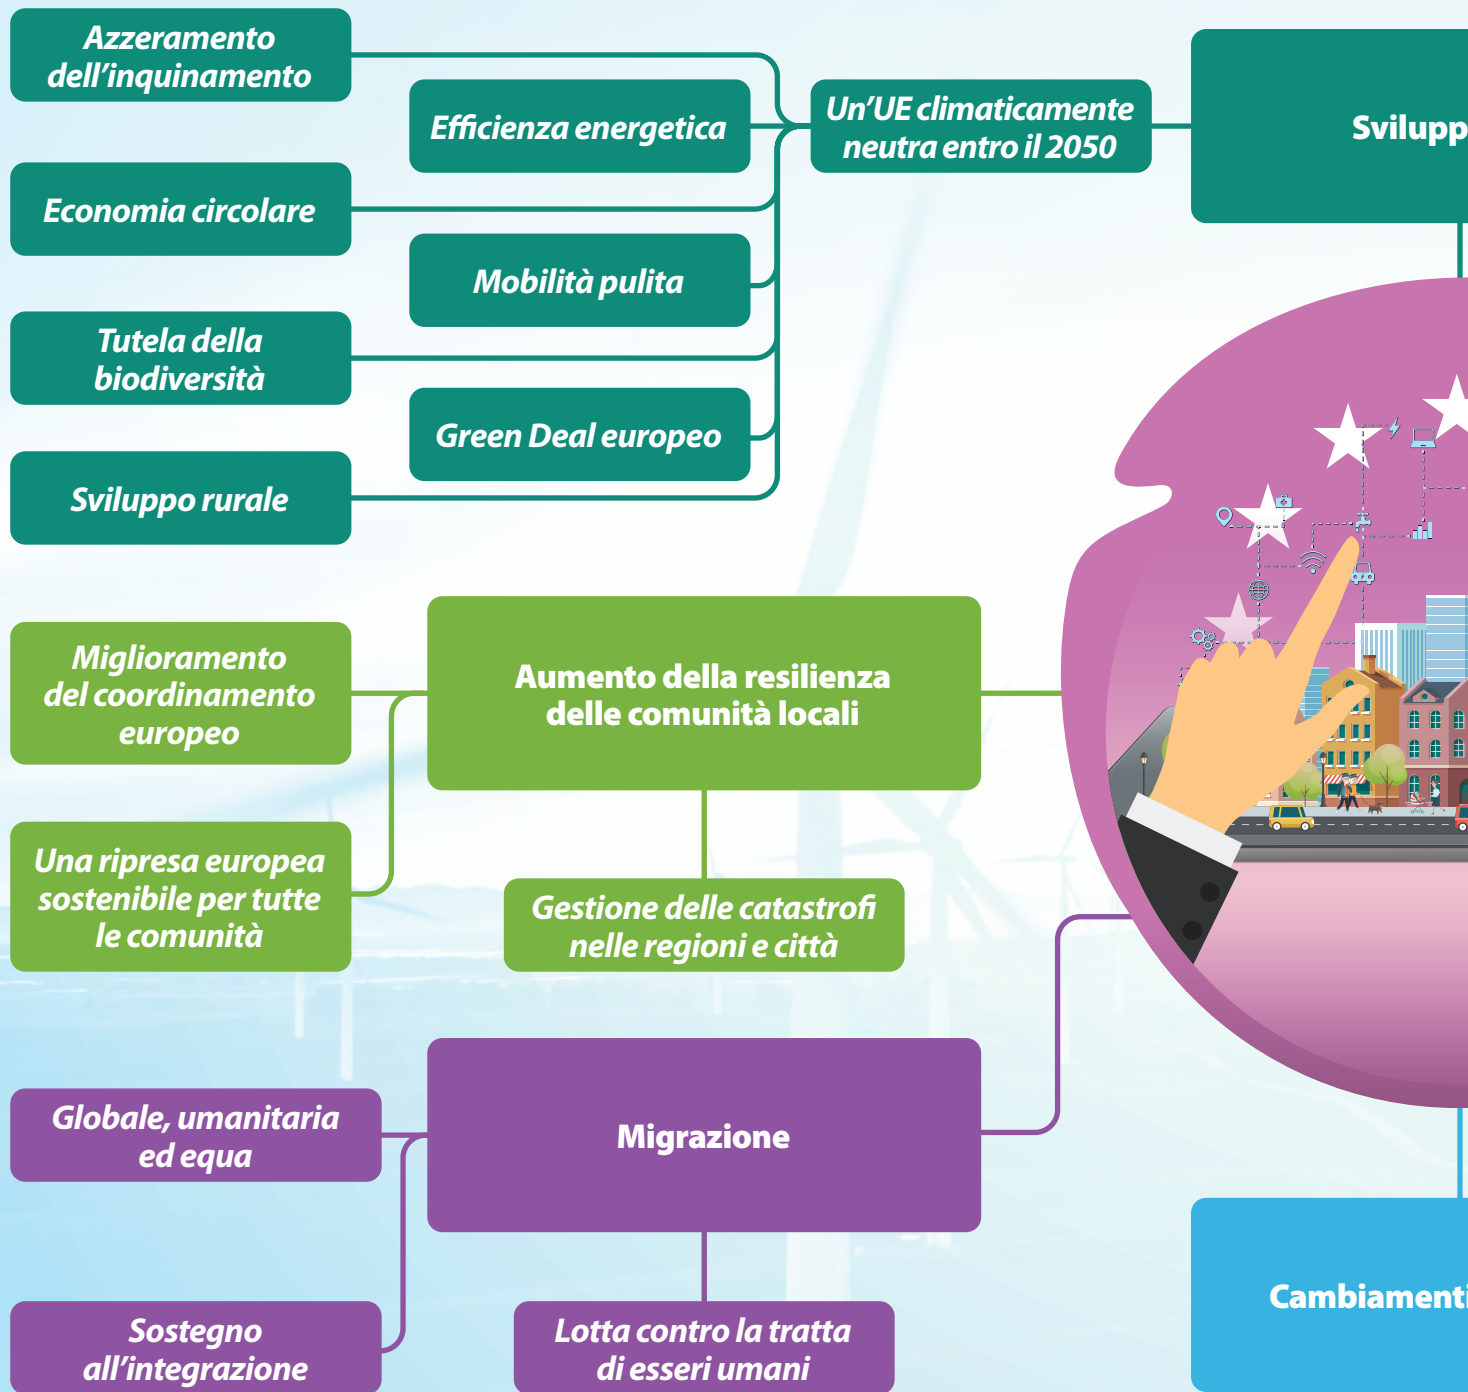 Azzeramento
dell’inquinamento
Efficienza energetica
Un’UE climaticamente
neutra entro il 2050
Svilupp
Economia circolare
Mobilità pulita
Tutela della
biodiversità
Green Deal europeo
Sviluppo rurale
Miglioramento
del coordinamento
europeo
Aumento della resilienza
delle comunità locali
Una ripresa europea
sostenibile per tutte
le comunità
Gestione delle catastrofi
nelle regioni e città
Globale, umanitaria
ed equa
Migrazione
Sostegno
all’integrazione
Lotta contro la tratta
di esseri umani
Cambiamenti